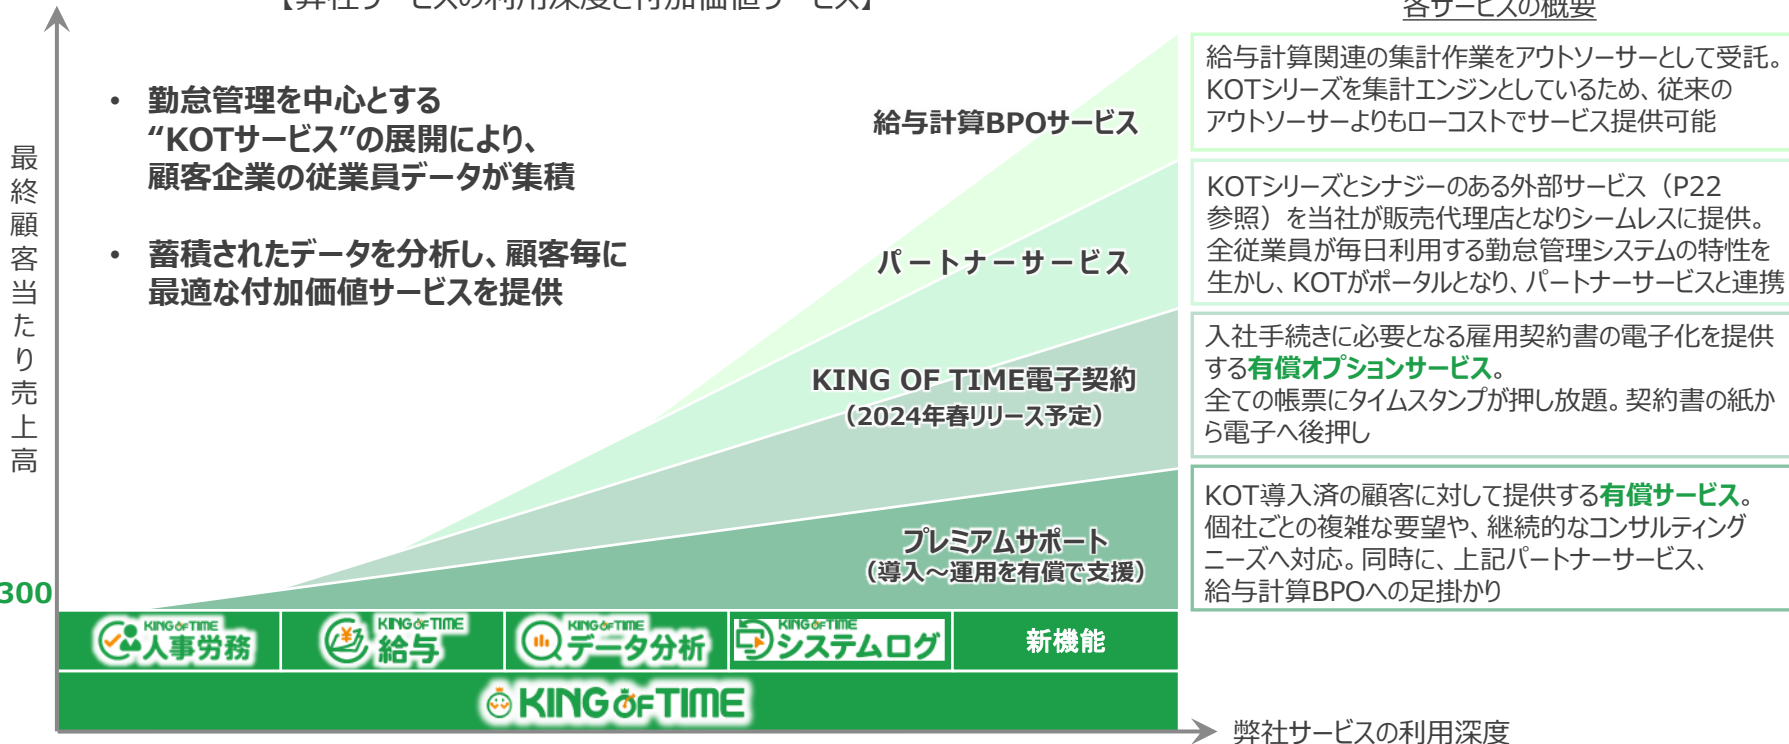 【弊社サービスの利用深度と付加価値サービス】
各サービスの概要
最終顧客当たり売上高
• 勤怠管理を中心とする
“KOTサービス”の展開により、
顧客企業の従業員データが集積
• 蓄積されたデータを分析し、顧客毎に
最適な付加価値サービスを提供
給与計算BPOサービス
パートナーサービス
KING OF TIME電子契約
（2024年春リリース予定）
プレミアムサポート
（導入～運用を有償で支援）
給与計算関連の集計作業をアウトソーサーとして受託。
KOTシリーズを集計エンジンとしているため、従来の
アウトソーサーよりもローコストでサービス提供可能
KOTシリーズとシナジーのある外部サービス（P22
参照）を当社が販売代理店となりシームレスに提供。
全従業員が毎日利用する勤怠管理システムの特性を
生かし、KOTがポータルとなり、パートナーサービスと連携
入社手続きに必要となる雇用契約書の電子化を提供
する有償オプションサービス。
全ての帳票にタイムスタンプが押し放題。契約書の紙か
ら電子へ後押し
KOT導入済の顧客に対して提供する有償サービス。
個社ごとの複雑な要望や、継続的なコンサルティング
ニーズへ対応。同時に、上記パートナーサービス、
給与計算BPOへの足掛かり
300
KING OF TIME
人事労務
KING OF TIME
給与
KING OF TIME
データ分析
KING OF TIME
システムログ
新機能
KING OF TIME
弊社サービスの利用深度